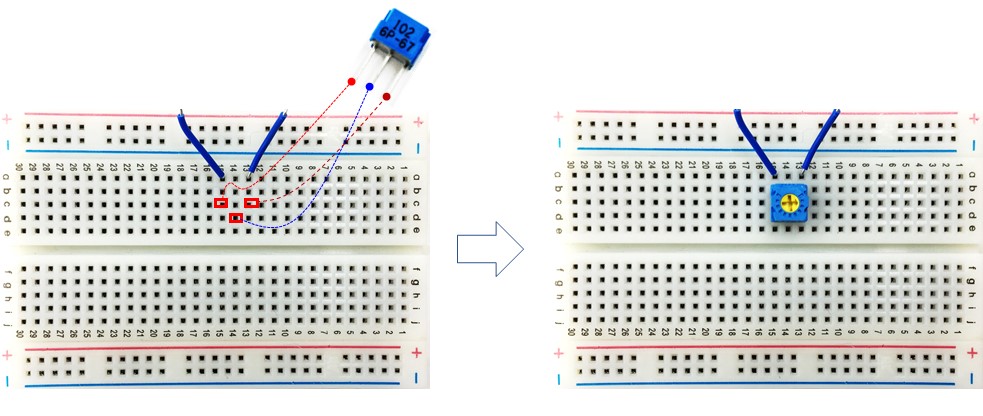 102
6P-67
+ +
− −
30 29 28 27 26 25 24 23 22 21 20 19 18 17 16 15 14 13 12 11 10 9 8 7 6 5 4 3 2 1
a a
b b
c c
d d
e e
f f
g g
h h
i i
j j
30 29 28 27 26 25 24 23 22 21 20 19 18 17 16 15 14 13 12 11 10 9 8 7 6 5 4 3 2 1
+ +
− −
+ +
− −
30 29 28 27 26 25 24 23 22 21 20 19 18 17 16 15 14 13 12 11 10 9 8 7 6 5 4 3 2 1
a a
b b
c c
d d
e e
f f
g g
h h
i i
j j
30 29 28 27 26 25 24 23 22 21 20 19 18 17 16 15 14 13 12 11 10 9 8 7 6 5 4 3 2 1
+ +
− −